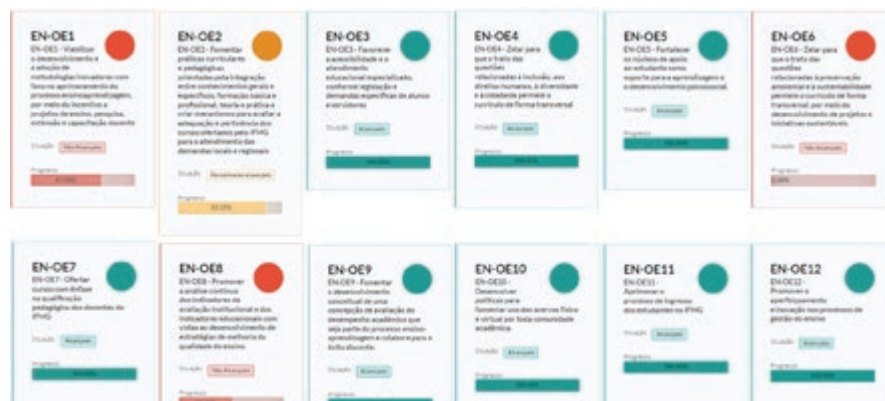 EN-OE1
EN-OE1 - Viabilizar
o desenvolvimento e
a adoção de
metodologias inovadoras com
foco no aprimoramento do
processo ensino-aprendizagem,
por meio do incentivo a
projetos de ensino, pesquisa,
extensão e capacitação docente
Situação Não Alcançado
Progresso
EN-OE2
EN-OE2 - Fomentar
práticas curriculares
e pedagógicas
orientadas pela integração
entre conhecimentos gerais e
específicos, formação básica e
profissional, teoria e prática e
criar mecanismos para avaliar a
adequação e pertinência dos
cursos ofertados pelo IFMG
para o atendimento das
demandas locais e regionais
Situação Parcialmente Alcançado
Progresso
EN-OE3
EN-OE3 - Favorecer
a acessibilidade e o
atendimento
educacional especializado,
conforme legislação e
demandas específicas de alunos
e servidores
Situação Alcançado
Progresso
EN-OE4
EN-OE4 - Zelar para
que o trato das
questões
relacionadas à inclusão, aos
direitos humanos, à diversidade
e à cidadania permeie o
currículo de forma transversal
Situação Alcançado
Progresso
EN-OE5
EN-OE5 - Fortalecer
os núcleos de apoio
ao estudante como
suporte para a aprendizagem e
o desenvolvimento psicossocial
Situação Alcançado
Progresso
EN-OE6
EN-OE6 - Zelar para
que o trato das
questões
relacionadas à preservação
ambiental e à sustentabilidade
permeie o currículo de forma
transversal, por meio do
desenvolvimento de projetos e
iniciativas sustentáveis.
Situação Não Alcançado
Progresso
EN-OE7
EN-OE7 - Ofertar
cursos com ênfase
na qualificação
pedagógica dos docentes do
IFMG
Situação Alcançado
Progresso
EN-OE8
EN-OE8 - Promover
a análise contínua
dos indicadores da
avaliação institucional e dos
indicadores educacionais com
vistas ao desenvolvimento de
estratégias de melhoria da
qualidade do ensino.
Situação Não Alcançado
Progresso
EN-OE9
EN-OE9 - Fomentar
o desenvolvimento
conceitual de uma
concepção de avaliação do
desempenho acadêmico que
seja parte do processo ensino-
aprendizagem e colabore para o
êxito discente.
Situação Alcançado
Progresso
EN-OE10
EN-OE10 -
Desenvolver
políticas para
fomentar uso dos acervos físico
e virtual por toda comunidade
acadêmica
Situação Alcançado
Progresso
EN-OE11
EN-OE11 -
Aprimorar o
processo de ingresso
dos estudantes no IFMG
Situação Alcançado
Progresso
EN-OE12
EN-OE12 -
Promover o
aperfeiçoamento
e inovação nos processos de
gestão do ensino
Situação Alcançado
Progresso